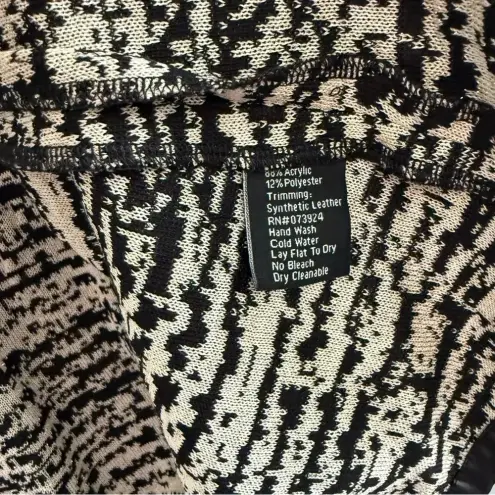 88% Acrylic
12% Polyester
Trimming:
Synthetic Leather
RN#073924
Hand Wash
Cold Water
Lay Flat To Dry
No Bleach
Dry Cleanable